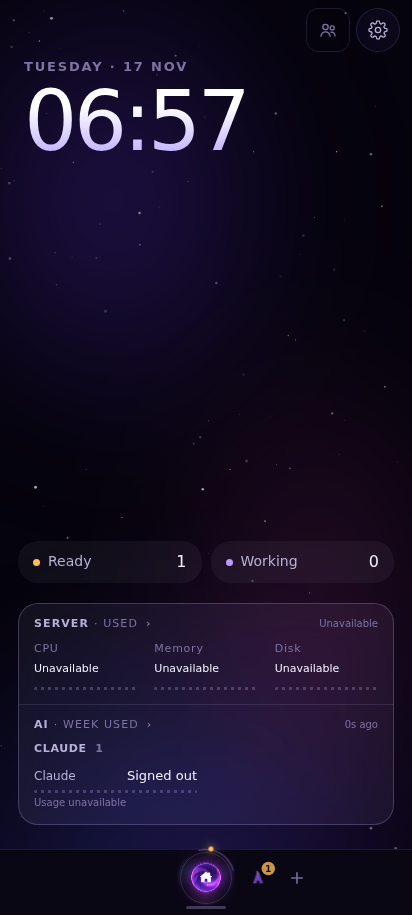 TUESDAY · 17 NOV
06:57
Ready 1
Working 0
SERVER · USED ›
Unavailable
CPU Memory Disk
Unavailable Unavailable Unavailable
AI · WEEK USED ›
0s ago
CLAUDE 1
Claude Signed out
Usage unavailable
1